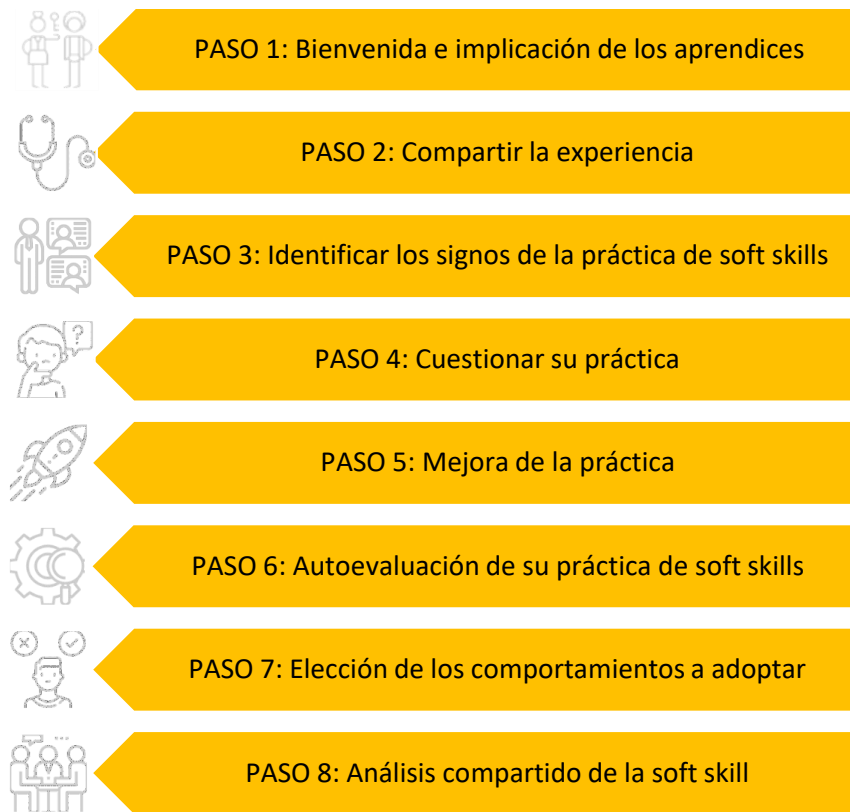 PASO 1: Bienvenida e implicación de los aprendices
PASO 2: Compartir la experiencia
PASO 3: Identificar los signos de la práctica de soft skills
?
PASO 4: Cuestionar su práctica
PASO 5: Mejora de la práctica
PASO 6: Autoevaluación de su práctica de soft skills
PASO 7: Elección de los comportamientos a adoptar
PASO 8: Análisis compartido de la soft skill